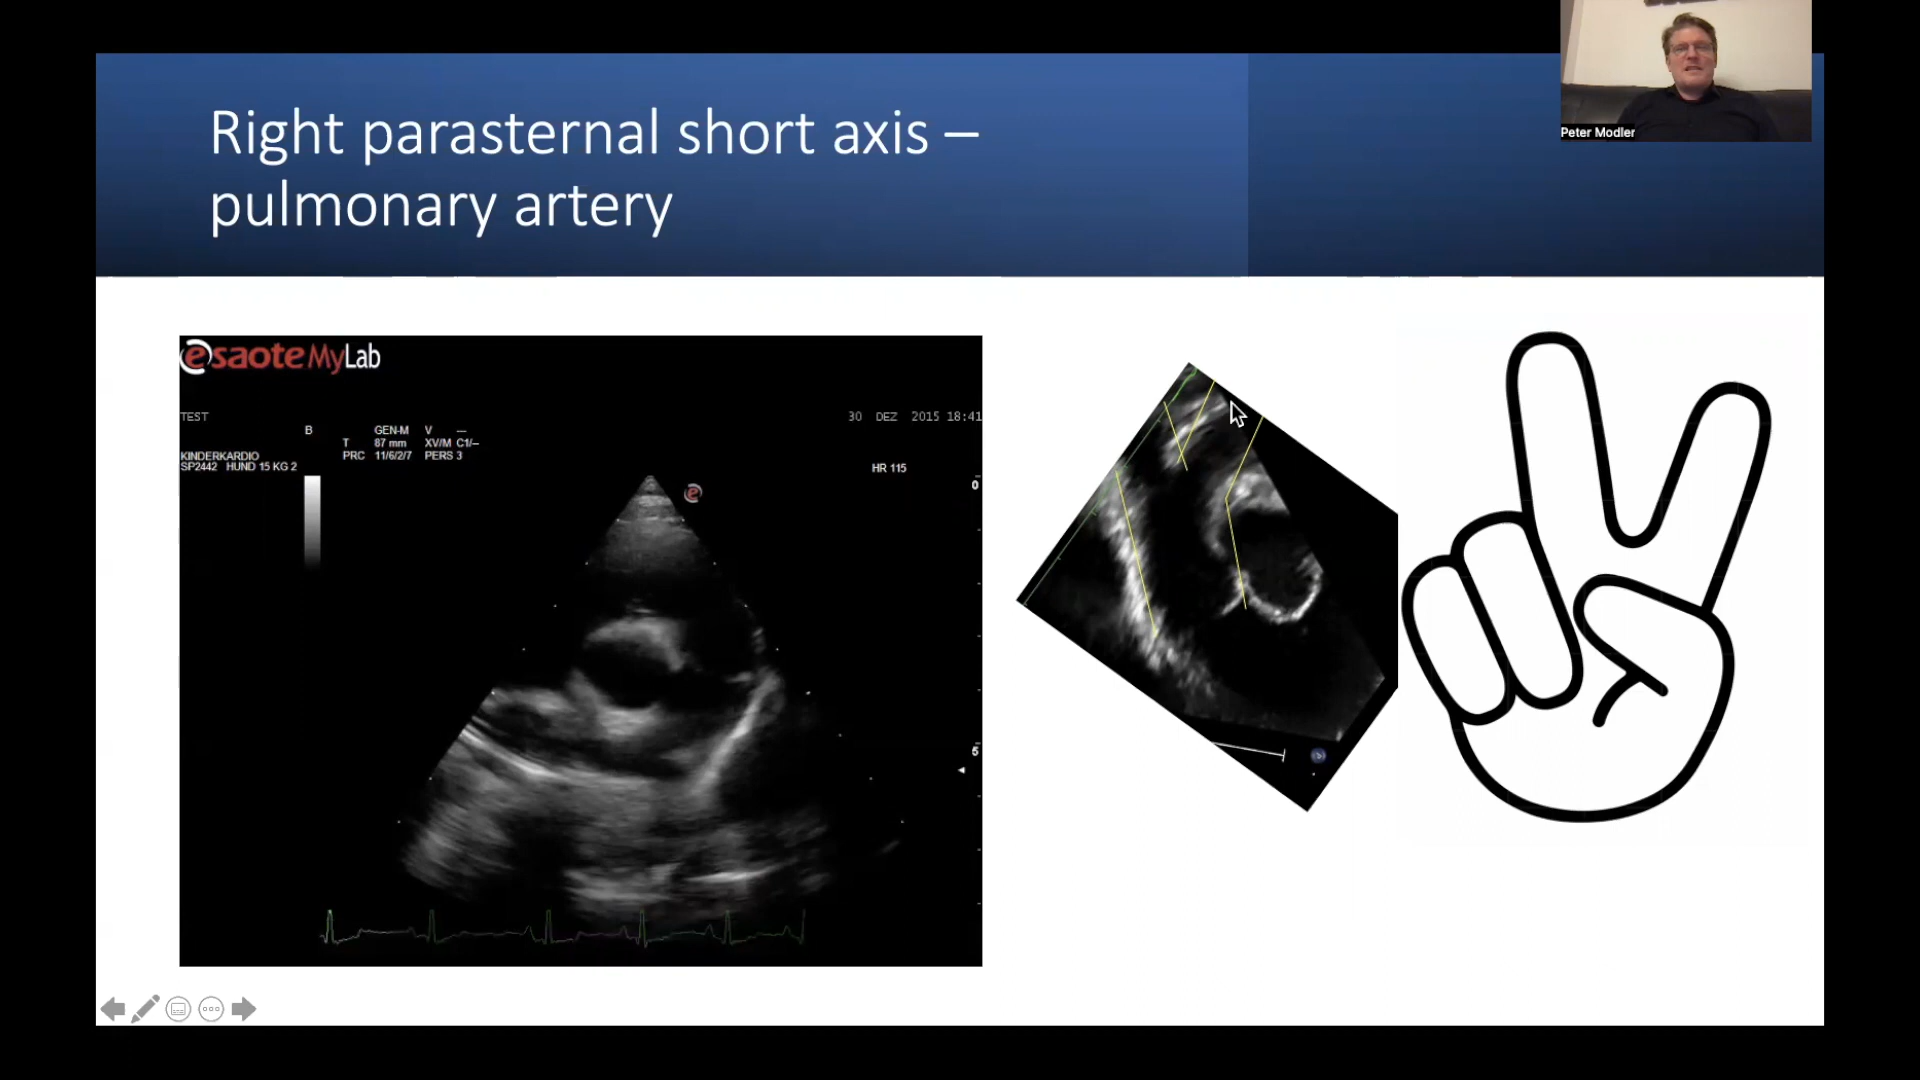 Right parasternal short axis –
pulmonary artery
Peter Modler
esaote MyLab
TEST
30 DEZ 2015 18:41
B GEN-M V ---
T 87 mm XV/M C1/--
PRC 11/6/2/7 PERS 3
KINDERKARDIO
SP2442 HUND 15 KG 2
HR 115
e
0
5